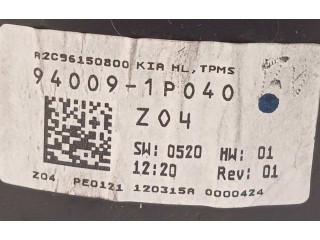 A2C96150800 KIA ML,TPMS
94009-1P040
Z04
SW: 0520 HW: 01
12:20 Rev: 01
Z04 PE0121 120315A 0000424